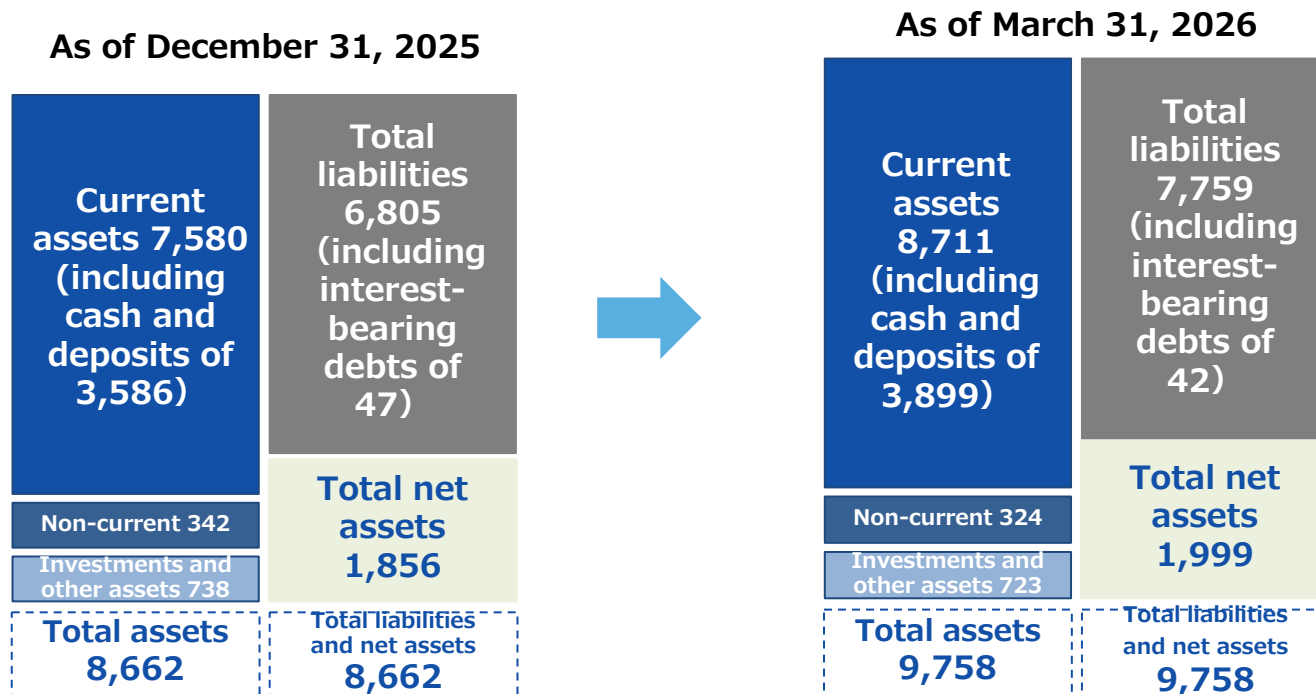 As of December 31, 2025
Current
assets 7,580
(including
cash and
deposits of
3,586）
Non-current 342
Investments and
other assets 738
Total assets
8,662
Total
liabilities
6,805
（including
interest-
bearing
debts of
47）
Total net
assets
1,856
Total liabilities
and net assets
8,662
As of March 31, 2026
Current
assets
8,711
（including
cash and
deposits of
3,899）
Non-current 324
Investments and
other assets 723
Total assets
9,758
Total
liabilities
7,759
（including
interest-
bearing
debts of
42）
Total net
assets
1,999
Total liabilities
and net assets
9,758